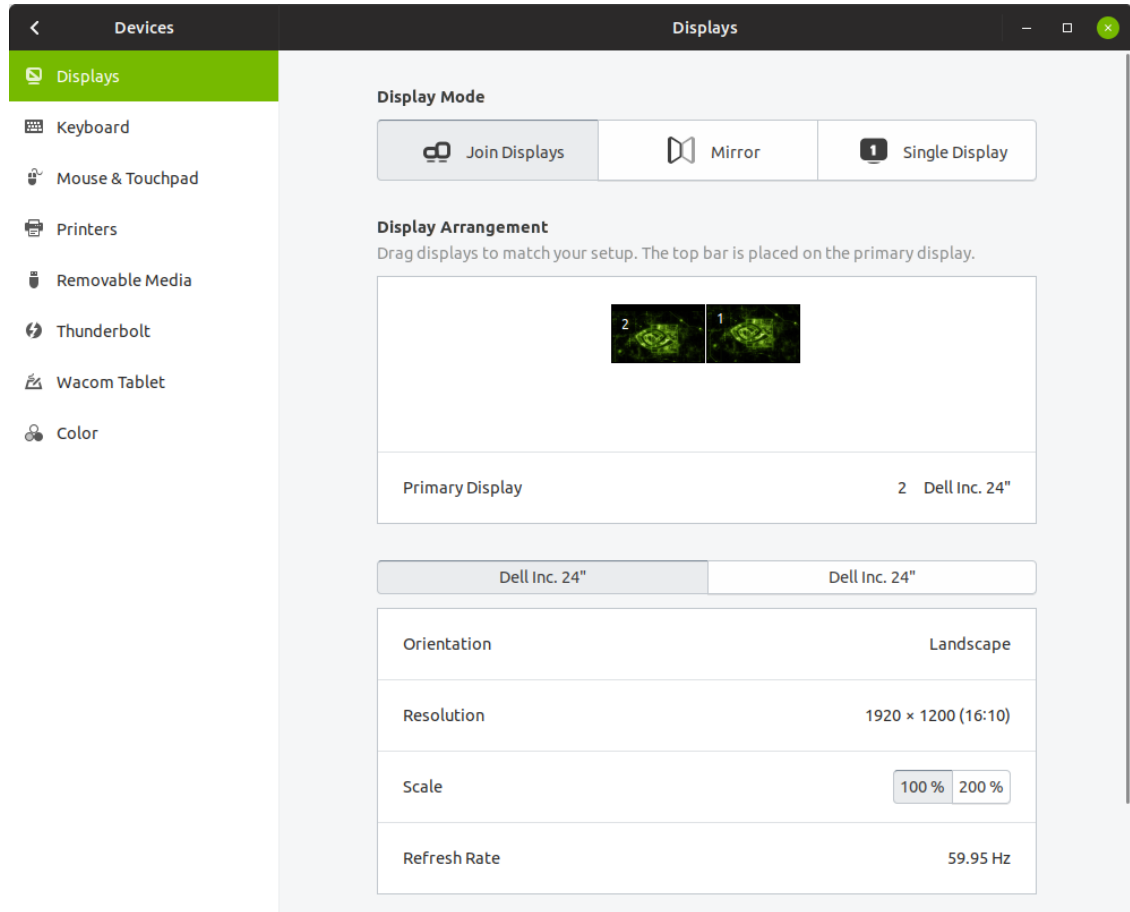 Devices
Displays
Displays
Keyboard
Mouse & Touchpad
Printers
Removable Media
Thunderbolt
Wacom Tablet
Color
Display Mode
Join Displays
Mirror
1 Single Display
Display Arrangement
Drag displays to match your setup. The top bar is placed on the primary display.
2
1
Primary Display
2 Dell Inc. 24"
Dell Inc. 24"
Dell Inc. 24"
Orientation
Landscape
Resolution
1920 × 1200 (16:10)
Scale
100 %
200 %
Refresh Rate
59.95 Hz